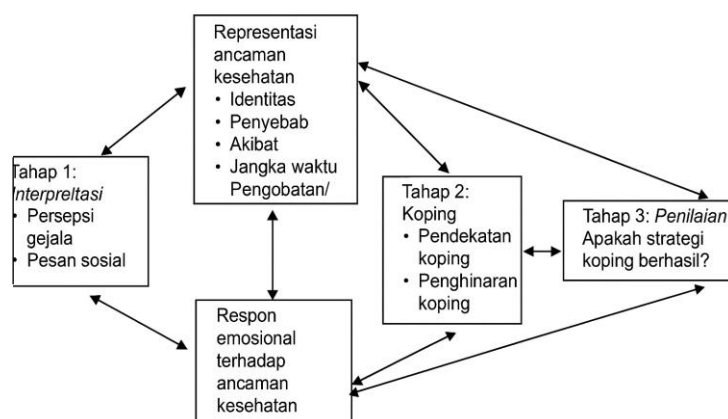 Representasi
ancaman
kesehatan
• Identitas
• Penyebab
• Akibat
• Jangka waktu
Pengobatan/
Tahap 1:
Interpreltasi
• Persepsi
gejala
• Pesan sosial
Tahap 2:
Koping
• Pendekatan
koping
• Penghinaran
koping
Tahap 3: Penilaian
Apakah strategi
koping berhasil?
Respon
emosional
terhadap
ancaman
kesehatan